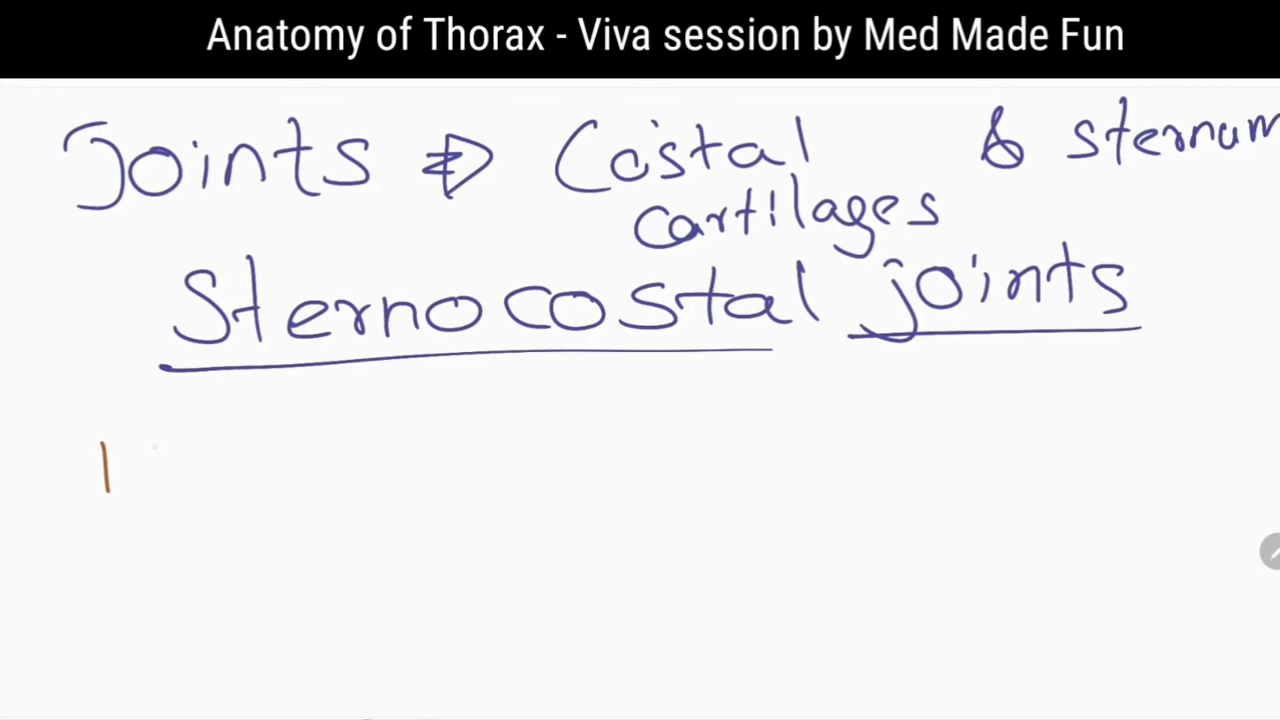 Anatomy of Thorax - Viva session by Med Made Fun
Joints ⇒ Costal & sternum
cartilages
Sternocostal joints
1